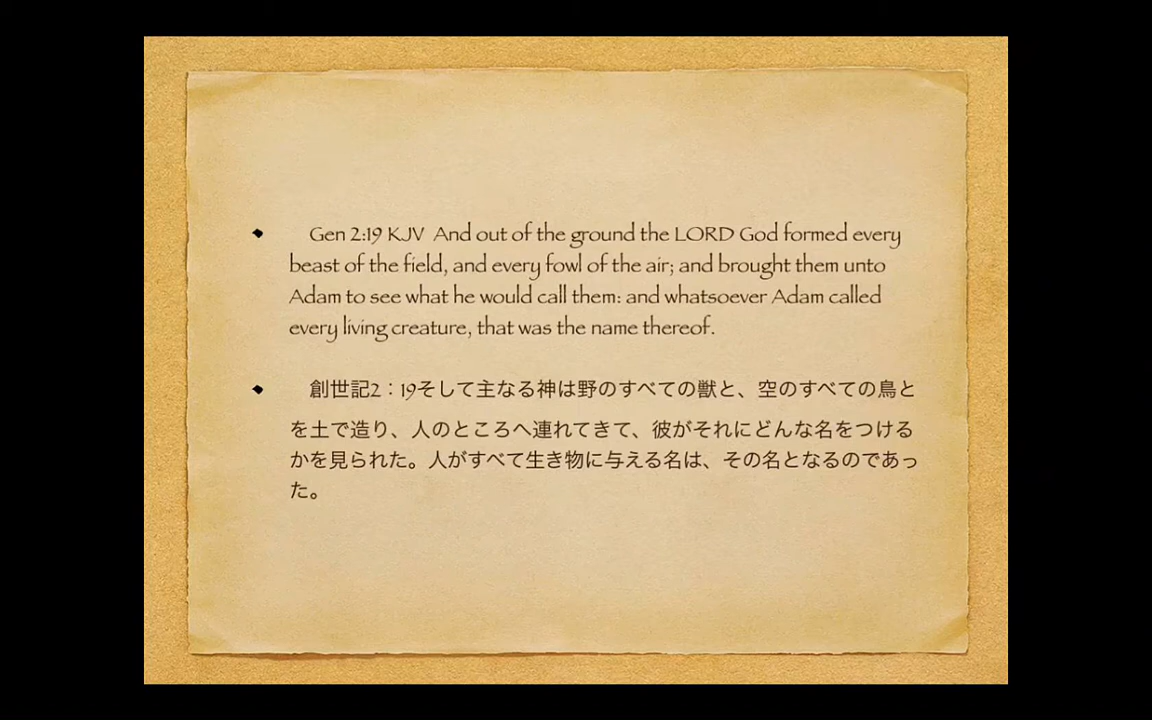 Gen 2:19 KJV And out of the ground the LORD God formed every
beast of the field, and every fowl of the air; and brought them unto
Adam to see what he would call them: and whatsoever Adam called
every living creature, that was the name thereof.
創世記2：19そして主なる神は野のすべての獣と、空のすべての鳥と
を土で造り、人のところへ連れてきて、彼がそれにどんな名をつける
かを見られた。人がすべて生き物に与える名は、その名となるのであっ
た。